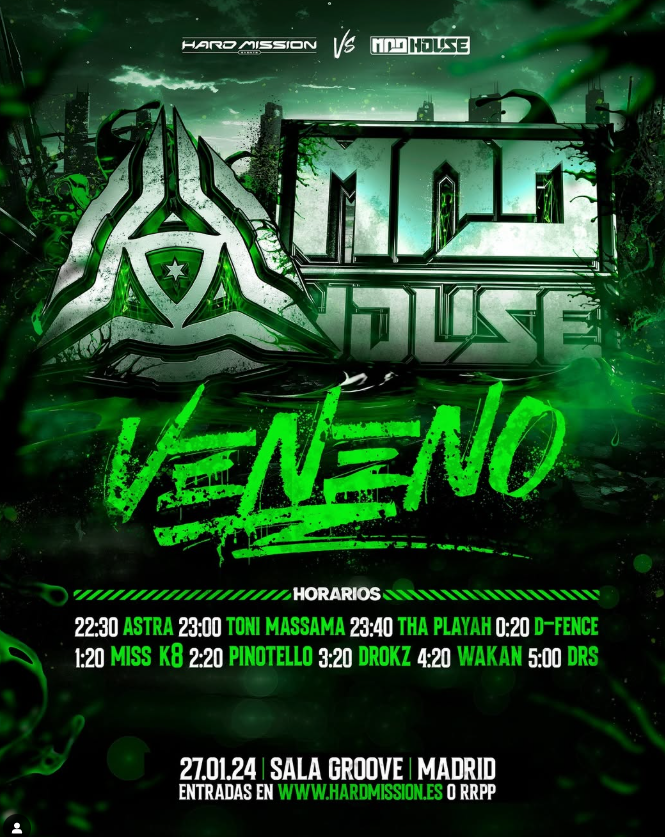 HARD MISSION EVENTS VS MADHOUSE
MAD
HOUSE
VENENO
HORARIOS
22:30 ASTRA 23:00 TONI MASSAMA 23:40 THA PLAYAH 0:20 D-FENCE
1:20 MISS K8 2:20 PINOTELLO 3:20 DROKZ 4:20 WAKAN 5:00 DRS
27.01.24 | SALA GROOVE | MADRID
ENTRADAS EN WWW.HARDMISSION.ES O RRPP